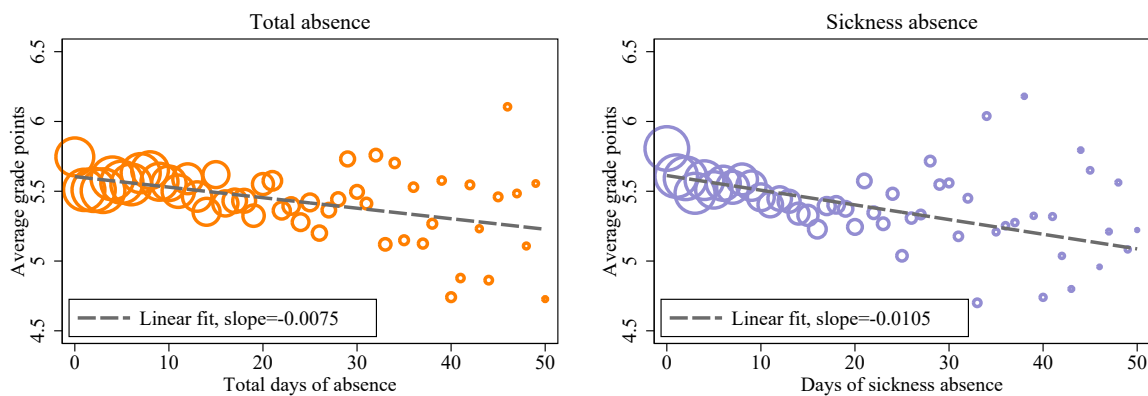 Total absence
Average grade points
6.5
6
5.5
5
4.5
Linear fit, slope=-0.0075
0 10 20 30 40 50
Total days of absence
Sickness absence
Average grade points
6.5
6
5.5
5
4.5
Linear fit, slope=-0.0105
0 10 20 30 40 50
Days of sickness absence